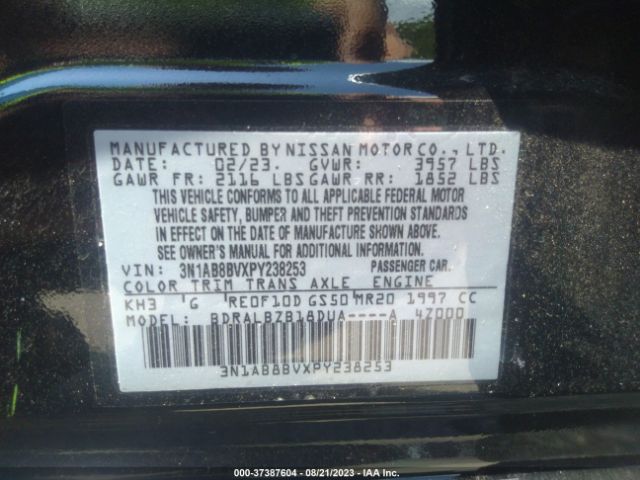 MANUFACTURED BY NISSAN MOTOR CO., LTD.
DATE: 02/23. GVWR: 3957 LBS
GAWR FR: 2116 LBS GAWR RR: 1852 LBS
THIS VEHICLE CONFORMS TO ALL APPLICABLE FEDERAL MOTOR
VEHICLE SAFETY, BUMPER AND THEFT PREVENTION STANDARDS
IN EFFECT ON THE DATE OF MANUFACTURE SHOWN ABOVE.
SEE OWNER'S MANUAL FOR ADDITIONAL INFORMATION.
VIN: 3N1AB8BVXPY238253 PASSENGER CAR.
COLOR TRIM TRANS AXLE ENGINE
KH3 'G 'RE0F10D GS50 MR20 1997 CC
MODEL: BDRALBZB18DUA----A 4Z000
3N1AB8BVXPY238253
000-37387604 - 08/21/2023 - IAA Inc.